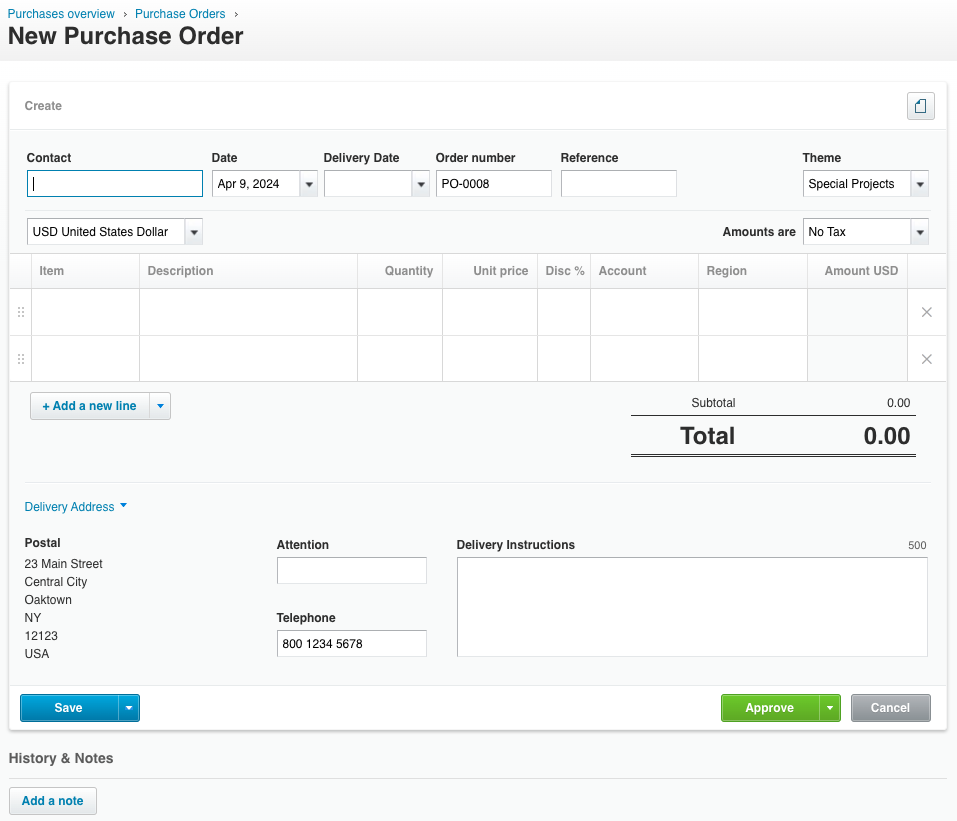 Purchases overview › Purchase Orders ›
New Purchase Order
Create
Contact Date Delivery Date Order number Reference Theme
Apr 9, 2024 PO-0008 Special Projects
USD United States Dollar Amounts are No Tax
Item Description Quantity Unit price Disc % Account Region Amount USD
+ Add a new line
Subtotal 0.00
Total 0.00
Delivery Address
Postal
23 Main Street
Central City
Oaktown
NY
12123
USA
Attention
Telephone
800 1234 5678
Delivery Instructions 500
Save Approve Cancel
History & Notes
Add a note